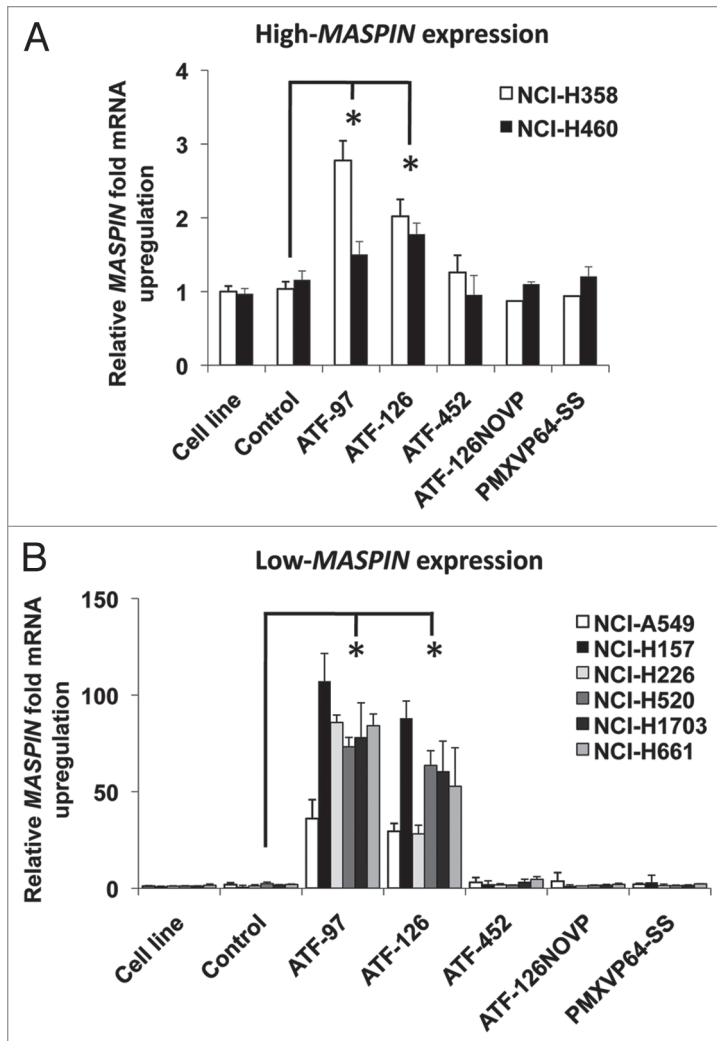 A
High-MASPIN expression
Relative MASPIN fold mRNA
upregulation
4
3
2
1
0
*
*
NCI-H358
NCI-H460
Cell line
Control
ATF-97
ATF-126
ATF-452
ATF-126NOVP
PMXVP64-SS
B
Low-MASPIN expression
Relative MASPIN fold mRNA
upregulation
150
100
50
0
*
*
NCI-A549
NCI-H157
NCI-H226
NCI-H520
NCI-H1703
NCI-H661
Cell line
Control
ATF-97
ATF-126
ATF-452
ATF-126NOVP
PMXVP64-SS